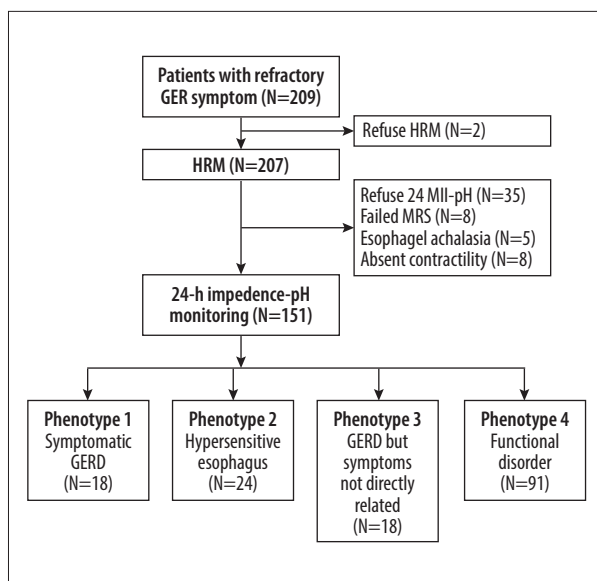 Patients with refractory
GER symptom (N=209)
Refuse HRM (N=2)
HRM (N=207)
Refuse 24 MII-pH (N=35)
Failed MRS (N=8)
Esophagel achalasia (N=5)
Absent contractility (N=8)
24-h impedence-pH
monitoring (N=151)
Phenotype 1
Symptomatic
GERD
(N=18)
Phenotype 2
Hypersensitive
esophagus
(N=24)
Phenotype 3
GERD but
symptoms
not directly
related
(N=18)
Phenotype 4
Functional
disorder
(N=91)